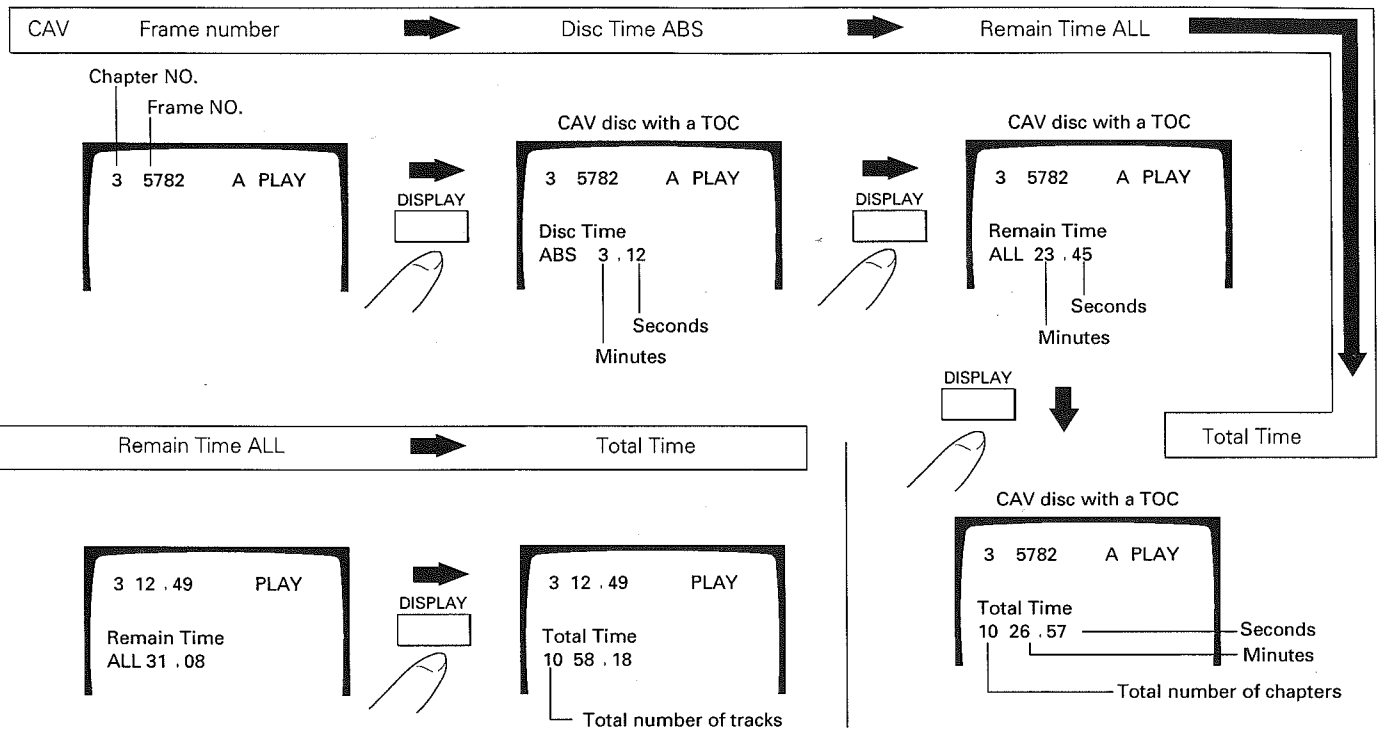 CAV Frame number Disc Time ABS Remain Time ALL
Chapter NO.
Frame NO.
3 5782 A PLAY
DISPLAY
CAV disc with a TOC
3 5782 A PLAY
Disc Time
ABS 3 . 12
Seconds
Minutes
DISPLAY
CAV disc with a TOC
3 5782 A PLAY
Remain Time
ALL 23 . 45
Seconds
Minutes
DISPLAY
Total Time
CAV disc with a TOC
3 5782 A PLAY
Total Time
10 26 . 57
Seconds
Minutes
Total number of chapters
Remain Time ALL Total Time
3 12 . 49 PLAY
Remain Time
ALL 31 . 08
DISPLAY
3 12 . 49 PLAY
Total Time
10 58 . 18
Total number of tracks